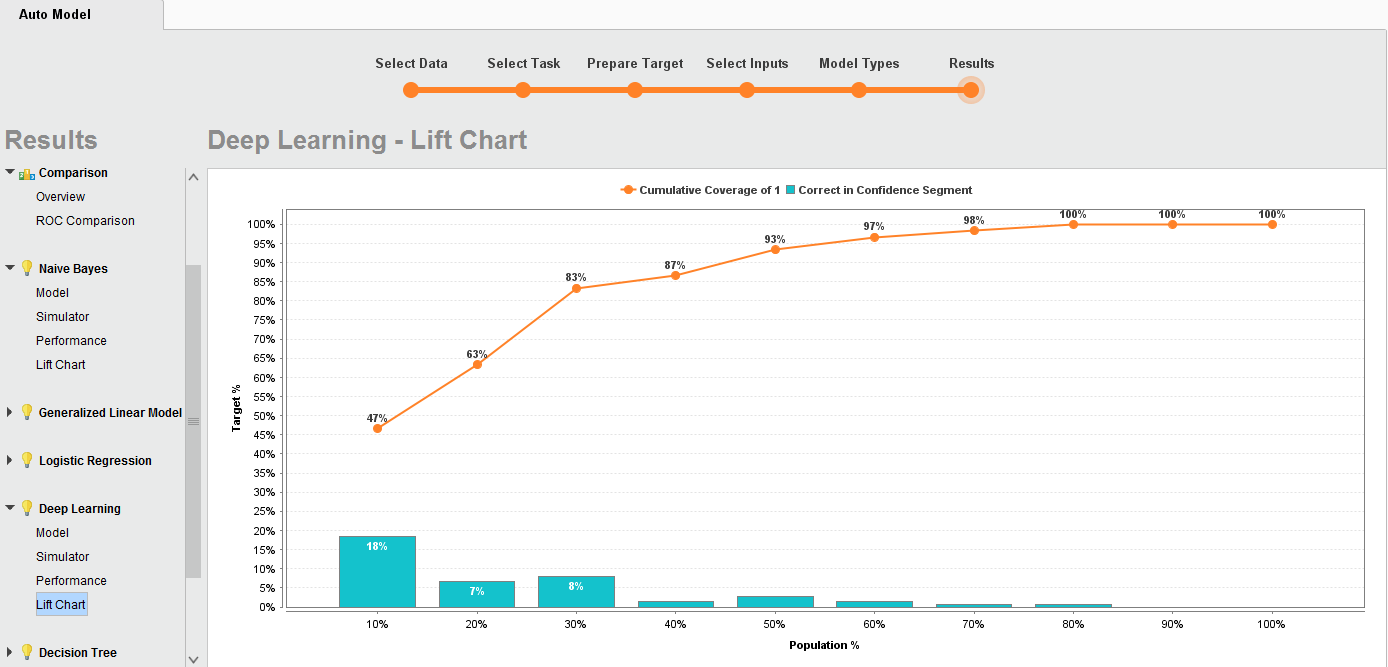 Auto Model
Select Data Select Task Prepare Target Select Inputs Model Types Results
Results
Comparison
Overview
ROC Comparison
Naive Bayes
Model
Simulator
Performance
Lift Chart
Generalized Linear Model
Logistic Regression
Deep Learning
Model
Simulator
Performance
Lift Chart
Decision Tree
Deep Learning - Lift Chart
Cumulative Coverage of 1 Correct in Confidence Segment
Target %
100%
95%
90%
85%
80%
75%
70%
65%
60%
55%
50%
45%
40%
35%
30%
25%
20%
15%
10%
5%
0%
47% 63% 83% 87% 93% 97% 98% 100% 100% 100%
18% 7% 8%
10% 20% 30% 40% 50% 60% 70% 80% 90% 100%
Population %